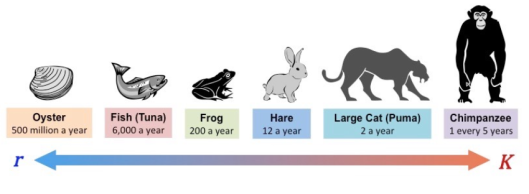 Oyster
500 million a year
Fish (Tuna)
6,000 a year
Frog
200 a year
Hare
12 a year
Large Cat (Puma)
2 a year
Chimpanzee
1 every 5 years
r
K